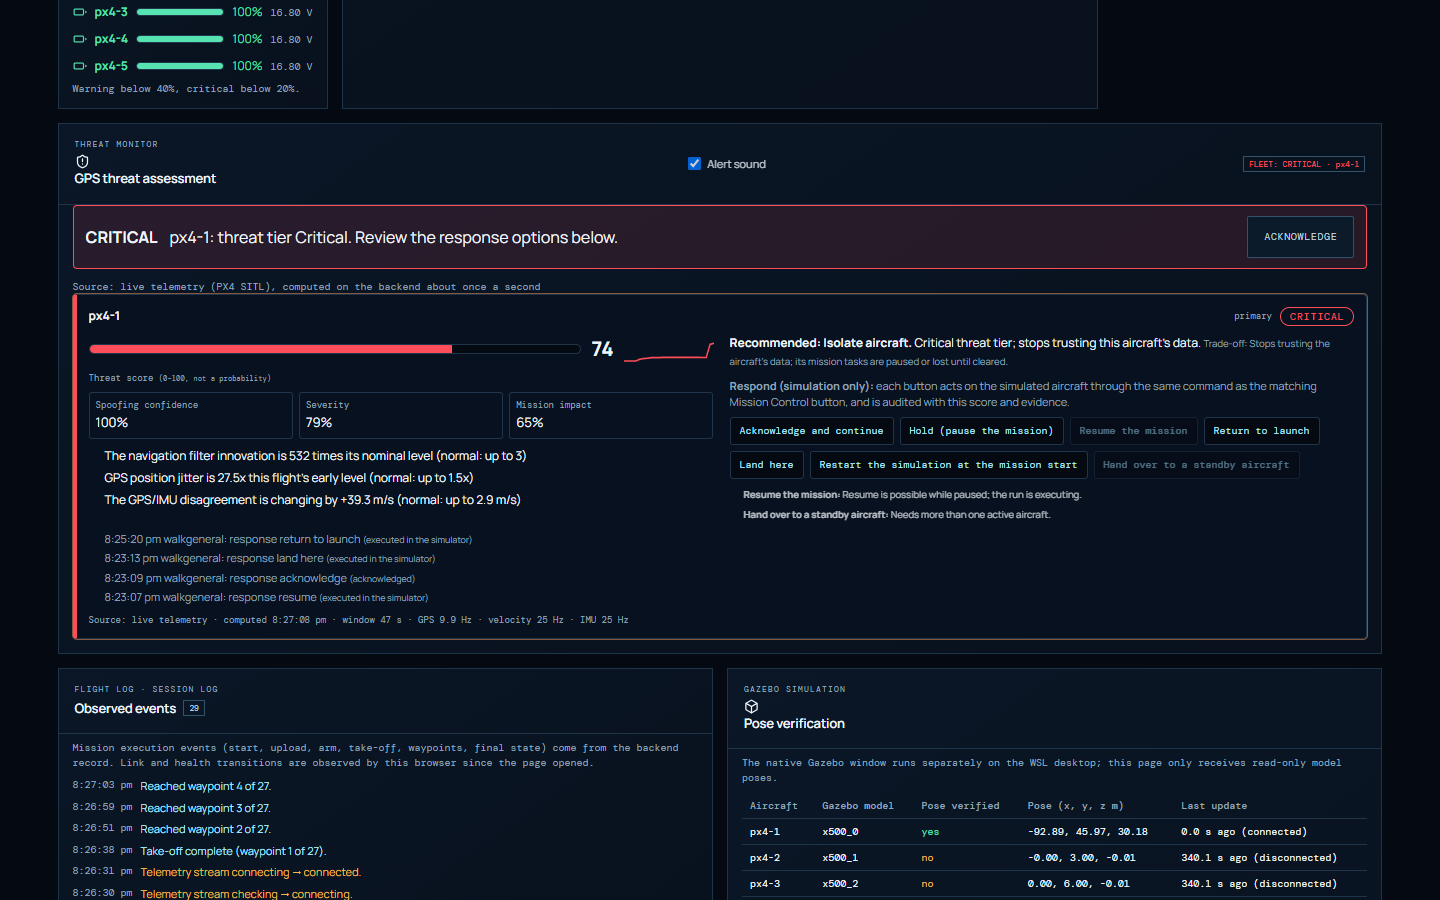 px4-3 100% 16.80 V
px4-4 100% 16.80 V
px4-5 100% 16.80 V
Warning below 40%, critical below 20%.
THREAT MONITOR
GPS threat assessment
Alert sound
FLEET: CRITICAL · px4-1
CRITICAL px4-1: threat tier Critical. Review the response options below.
ACKNOWLEDGE
Source: live telemetry (PX4 SITL), computed on the backend about once a second
px4-1
primary CRITICAL
74
Threat score (0-100, not a probability)
Spoofing confidence
100%
Severity
79%
Mission impact
65%
The navigation filter innovation is 532 times its nominal level (normal: up to 3)
GPS position jitter is 27.5x this flight's early level (normal: up to 1.5x)
The GPS/IMU disagreement is changing by +39.3 m/s (normal: up to 2.9 m/s)
8:25:20 pm walkgeneral: response return to launch (executed in the simulator)
8:23:13 pm walkgeneral: response land here (executed in the simulator)
8:23:09 pm walkgeneral: response acknowledge (acknowledged)
8:23:07 pm walkgeneral: response resume (executed in the simulator)
Recommended: Isolate aircraft. Critical threat tier; stops trusting this aircraft's data. Trade-off: Stops trusting the
aircraft's data; its mission tasks are paused or lost until cleared.
Respond (simulation only): each button acts on the simulated aircraft through the same command as the matching
Mission Control button, and is audited with this score and evidence.
Acknowledge and continue
Hold (pause the mission)
Resume the mission
Return to launch
Land here
Restart the simulation at the mission start
Hand over to a standby aircraft
Resume the mission: Resume is possible while paused; the run is executing.
Hand over to a standby aircraft: Needs more than one active aircraft.
Source: live telemetry · computed 8:27:08 pm · window 47 s · GPS 9.9 Hz · velocity 25 Hz · IMU 25 Hz
FLIGHT LOG · SESSION LOG
Observed events 29
Mission execution events (start, upload, arm, take-off, waypoints, final state) come from the backend
record. Link and health transitions are observed by this browser since the page opened.
8:27:03 pm Reached waypoint 4 of 27.
8:26:59 pm Reached waypoint 3 of 27.
8:26:51 pm Reached waypoint 2 of 27.
8:26:38 pm Take-off complete (waypoint 1 of 27).
8:26:31 pm Telemetry stream connecting → connected.
8:26:30 pm Telemetry stream checking → connecting.
GAZEBO SIMULATION
Pose verification
The native Gazebo window runs separately on the WSL desktop; this page only receives read-only model
poses.
Aircraft Gazebo model Pose verified Pose (x, y, z m) Last update
px4-1 x500_0 yes -92.89, 45.97, 30.18 0.0 s ago (connected)
px4-2 x500_1 no -0.00, 3.00, -0.01 340.1 s ago (disconnected)
px4-3 x500_2 no 0.00, 6.00, -0.01 340.1 s ago (disconnected)